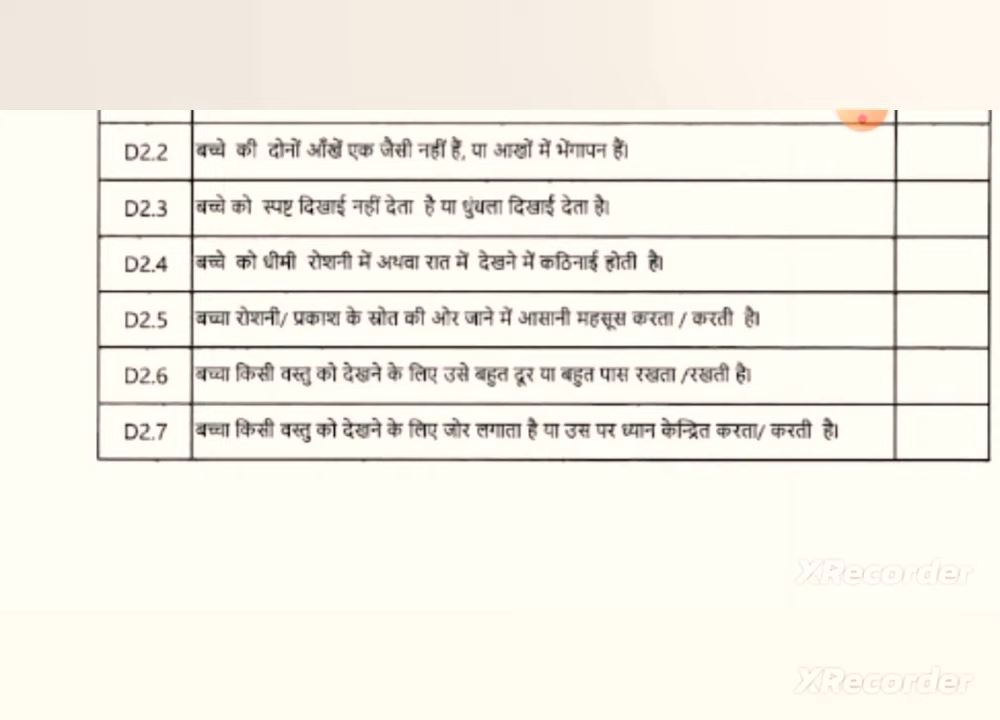 D2.2 बच्चे की दोनों आँखें एक जैसी नहीं हैं, या आखों में भेंगापन हैं।
D2.3 बच्चे को स्पष्ट दिखाई नहीं देता है या धुंधला दिखाई देता है।
D2.4 बच्चे को धीमी रोशनी में अथवा रात में देखने में कठिनाई होती है।
D2.5 बच्चा रोशनी/ प्रकाश के स्रोत की ओर जाने में आसानी महसूस करता / करती है।
D2.6 बच्चा किसी वस्तु को देखने के लिए उसे बहुत दूर या बहुत पास रखता /रखती है।
D2.7 बच्चा किसी वस्तु को देखने के लिए जोर लगाता है या उस पर ध्यान केन्द्रित करता/ करती है।
XRecorder
XRecorder